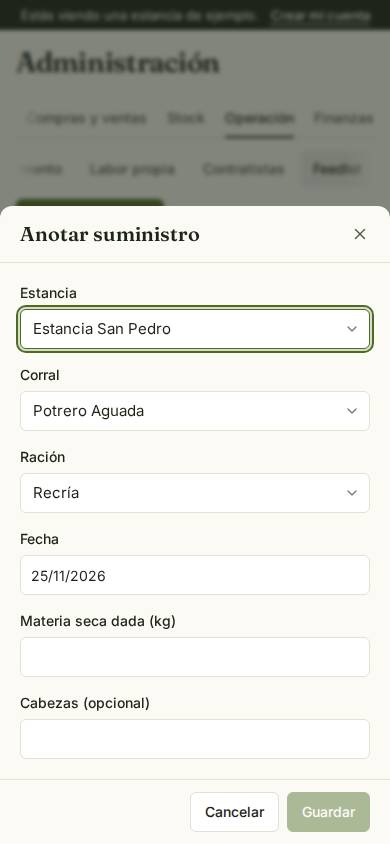 Estás viendo una estancia de ejemplo. Crear mi cuenta
Administración
Compras y ventas Stock Operación Finanzas
Labor propia Contratistas Feedlot
Anotar suministro
Estancia
Estancia San Pedro
Corral
Potrero Aguada
Ración
Recría
Fecha
25/11/2026
Materia seca dada (kg)
Cabezas (opcional)
Cancelar Guardar